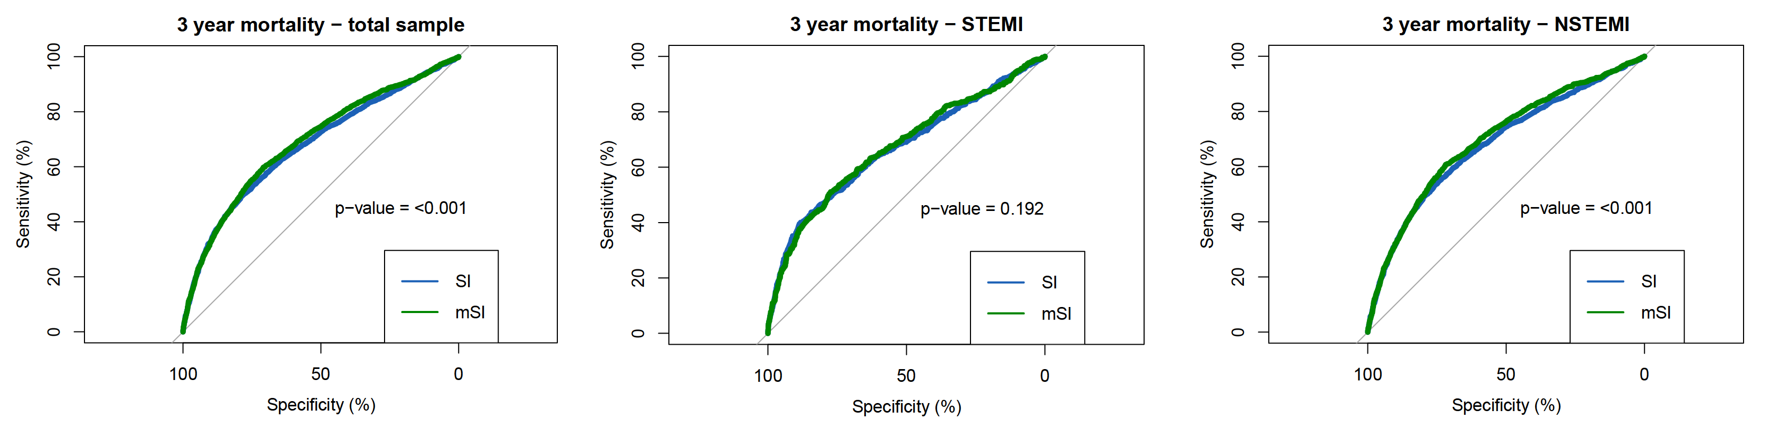 3 year mortality − total sample
Sensitivity (%)
100
80
60
40
20
0
p−value = <0.001
SI
mSI
100
50
0
Specificity (%)
3 year mortality − STEMI
Sensitivity (%)
100
80
60
40
20
0
p−value = 0.192
SI
mSI
100
50
0
Specificity (%)
3 year mortality − NSTEMI
Sensitivity (%)
100
80
60
40
20
0
p−value = <0.001
SI
mSI
100
50
0
Specificity (%)